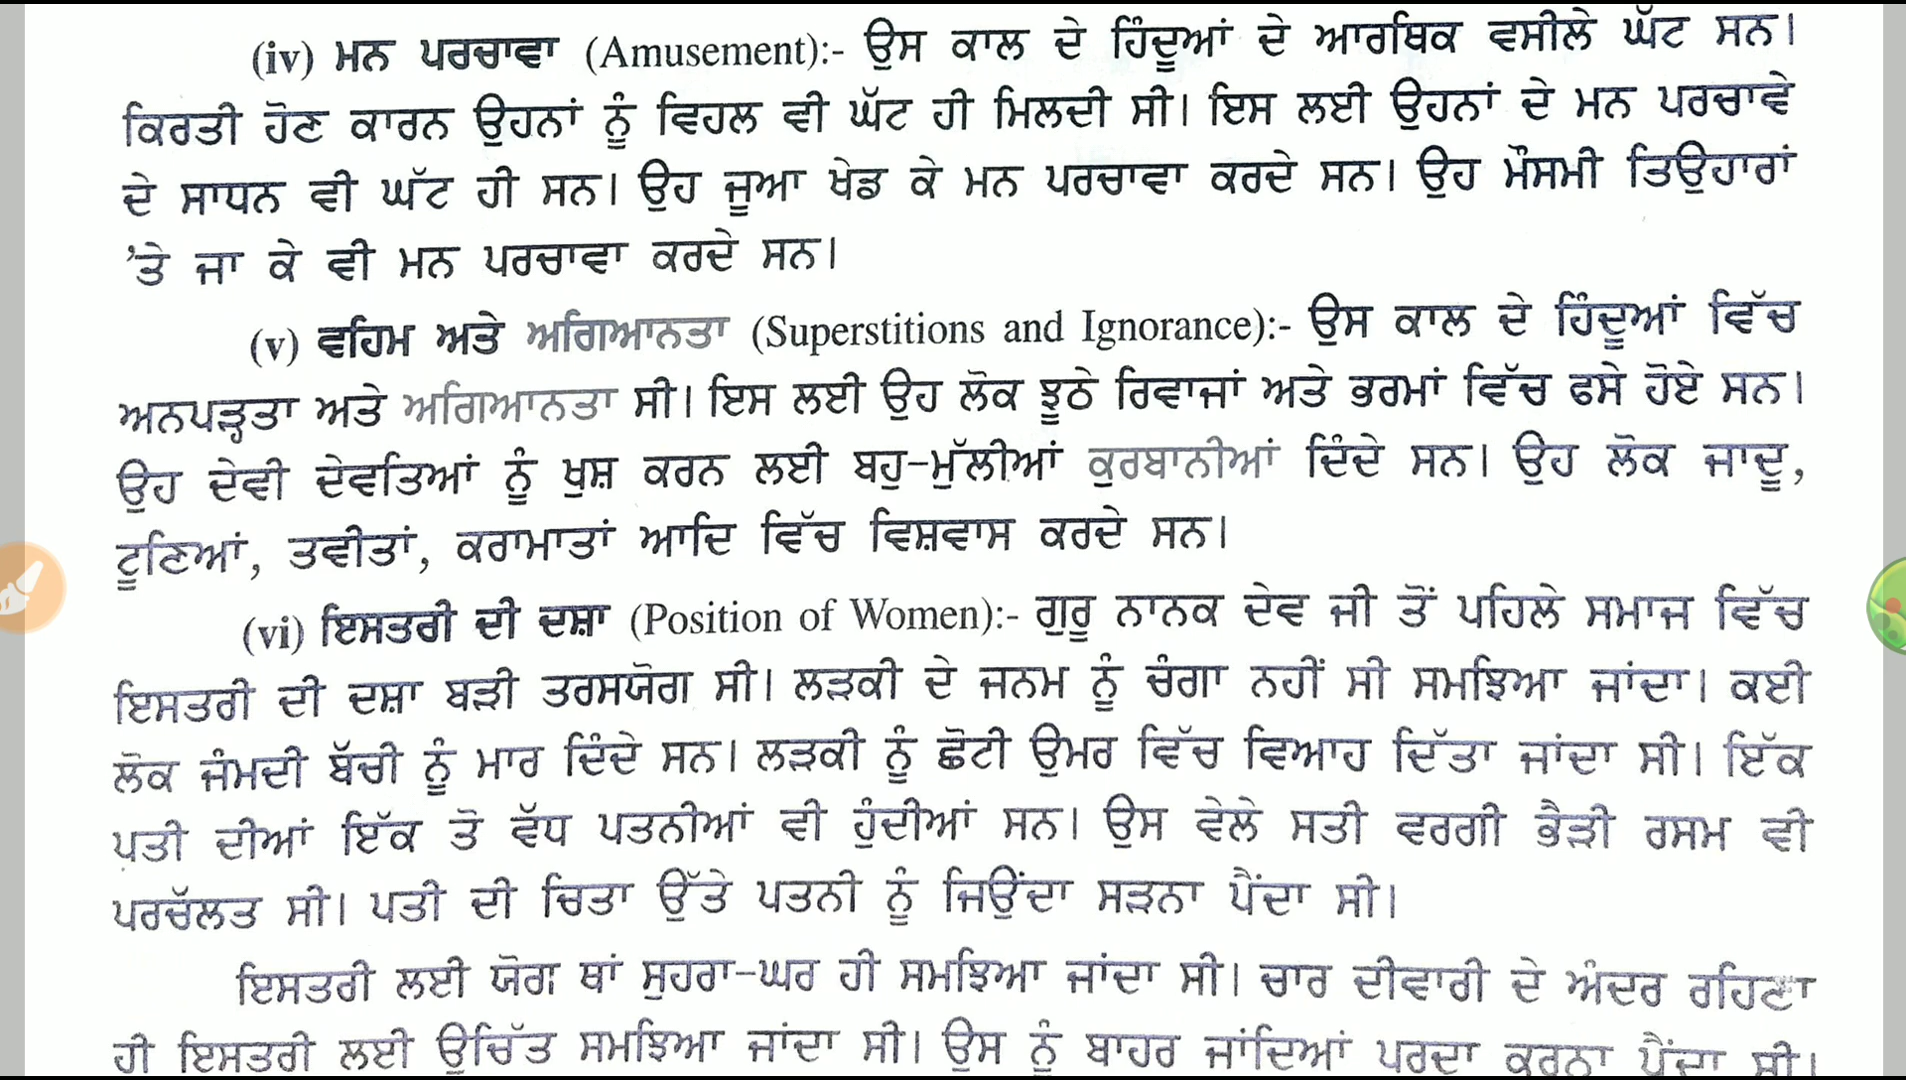 (iv) ਮਨ ਪਰਚਾਵਾ (Amusement):- ਉਸ ਕਾਲ ਦੇ ਹਿੰਦੂਆਂ ਦੇ ਆਰਥਿਕ ਵਸੀਲੇ ਘੱਟ ਸਨ।
ਕਿਰਤੀ ਹੋਣ ਕਾਰਨ ਉਹਨਾਂ ਨੂੰ ਵਿਹਲ ਵੀ ਘੱਟ ਹੀ ਮਿਲਦੀ ਸੀ। ਇਸ ਲਈ ਉਹਨਾਂ ਦੇ ਮਨ ਪਰਚਾਵੇ
ਦੇ ਸਾਧਨ ਵੀ ਘੱਟ ਹੀ ਸਨ। ਉਹ ਜੂਆ ਖੇਡ ਕੇ ਮਨ ਪਰਚਾਵਾ ਕਰਦੇ ਸਨ। ਉਹ ਮੌਸਮੀ ਤਿਉਹਾਰਾਂ
’ਤੇ ਜਾ ਕੇ ਵੀ ਮਨ ਪਰਚਾਵਾ ਕਰਦੇ ਸਨ।
(v) ਵਹਿਮ ਅਤੇ ਅਗਿਆਨਤਾ (Superstitions and Ignorance):- ਉਸ ਕਾਲ ਦੇ ਹਿੰਦੂਆਂ ਵਿੱਚ
ਅਨਪੜ੍ਹਤਾ ਅਤੇ ਅਗਿਆਨਤਾ ਸੀ। ਇਸ ਲਈ ਉਹ ਲੋਕ ਝੂਠੇ ਰਿਵਾਜਾਂ ਅਤੇ ਭਰਮਾਂ ਵਿੱਚ ਫਸੇ ਹੋਏ ਸਨ।
ਉਹ ਦੇਵੀ ਦੇਵਤਿਆਂ ਨੂੰ ਖੁਸ਼ ਕਰਨ ਲਈ ਬਹੁ-ਮੁੱਲੀਆਂ ਕੁਰਬਾਨੀਆਂ ਦਿੰਦੇ ਸਨ। ਉਹ ਲੋਕ ਜਾਦੂ,
ਟੂਣਿਆਂ, ਤਵੀਤਾਂ, ਕਰਾਮਾਤਾਂ ਆਦਿ ਵਿੱਚ ਵਿਸ਼ਵਾਸ ਕਰਦੇ ਸਨ।
(vi) ਇਸਤਰੀ ਦੀ ਦਸ਼ਾ (Position of Women):- ਗੁਰੂ ਨਾਨਕ ਦੇਵ ਜੀ ਤੋਂ ਪਹਿਲੇ ਸਮਾਜ ਵਿੱਚ
ਇਸਤਰੀ ਦੀ ਦਸ਼ਾ ਬੜੀ ਤਰਸਯੋਗ ਸੀ। ਲੜਕੀ ਦੇ ਜਨਮ ਨੂੰ ਚੰਗਾ ਨਹੀਂ ਸੀ ਸਮਝਿਆ ਜਾਂਦਾ। ਕਈ
ਲੋਕ ਜੰਮਦੀ ਬੱਚੀ ਨੂੰ ਮਾਰ ਦਿੰਦੇ ਸਨ। ਲੜਕੀ ਨੂੰ ਛੋਟੀ ਉਮਰ ਵਿੱਚ ਵਿਆਹ ਦਿੱਤਾ ਜਾਂਦਾ ਸੀ। ਇੱਕ
ਪਤੀ ਦੀਆਂ ਇੱਕ ਤੋ ਵੱਧ ਪਤਨੀਆਂ ਵੀ ਹੁੰਦੀਆਂ ਸਨ। ਉਸ ਵੇਲੇ ਸਤੀ ਵਰਗੀ ਭੈੜੀ ਰਸਮ ਵੀ
ਪਰਚੱਲਤ ਸੀ। ਪਤੀ ਦੀ ਚਿਤਾ ਉੱਤੇ ਪਤਨੀ ਨੂੰ ਜਿਉਂਦਾ ਸੜਨਾ ਪੈਂਦਾ ਸੀ।
ਇਸਤਰੀ ਲਈ ਯੋਗ ਥਾਂ ਸੁਹਰਾ-ਘਰ ਹੀ ਸਮਝਿਆ ਜਾਂਦਾ ਸੀ। ਚਾਰ ਦੀਵਾਰੀ ਦੇ ਅੰਦਰ ਰਹਿਣਾ
ਹੀ ਇਸਤਰੀ ਲਈ ਉਚਿੱਤ ਸਮਝਿਆ ਜਾਂਦਾ ਸੀ। ਉਸ ਨੂੰ ਬਾਹਰ ਜਾਂਦਿਆਂ ਪਰਦਾ ਕਰਨਾ ਪੈਂਦਾ ਸੀ।